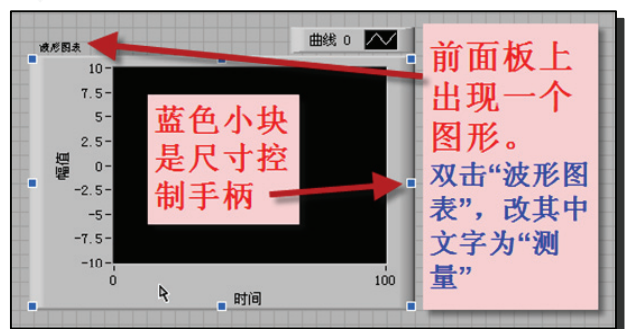 波形图表
曲线 0
10
7.5
5
2.5
0
-2.5
-5
-7.5
-10
幅值
0
100
时间
蓝色小块
是尺寸控
制手柄
前面板上
出现一个
图形。
双击“波形图
表”，改其中
文字为“测
量”